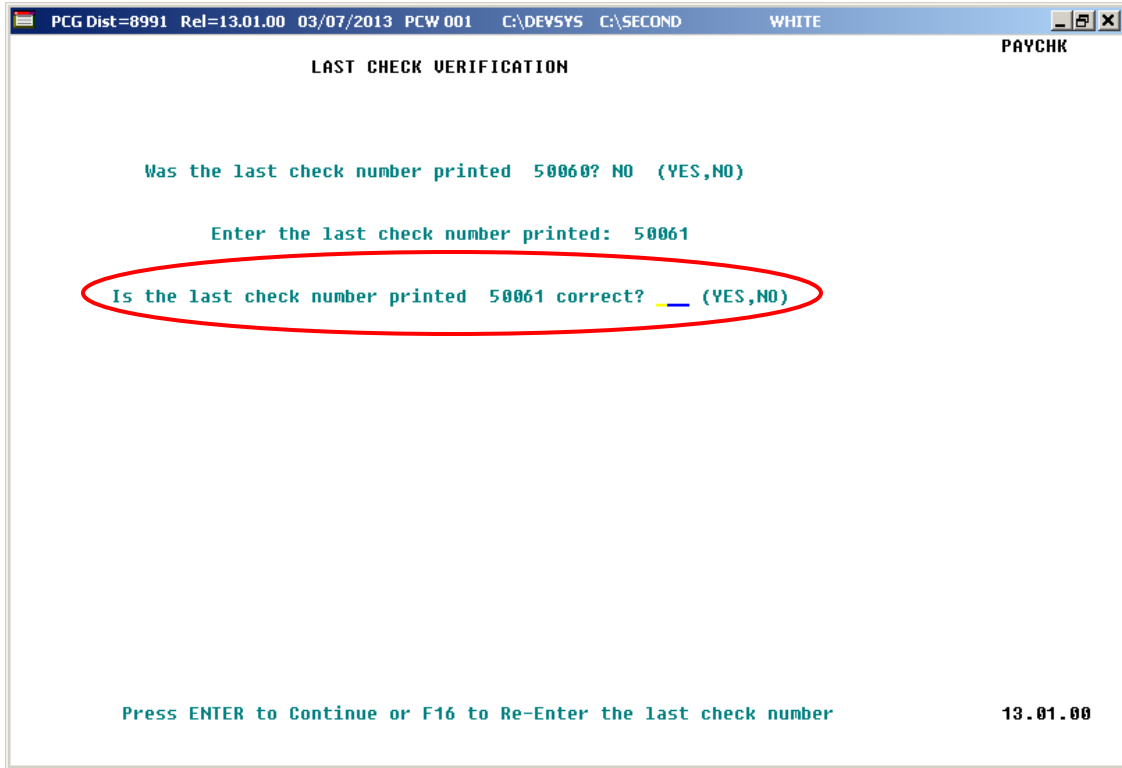 PCG Dist=8991 Rel=13.01.00 03/07/2013 PCW 001 C:\DEVSYS C:\SECOND WHITE
PAYCHK
LAST CHECK VERIFICATION
Was the last check number printed 50060? NO (YES,NO)
Enter the last check number printed: 50061
Is the last check number printed 50061 correct? ___ (YES,NO)
Press ENTER to Continue or F16 to Re-Enter the last check number 13.01.00